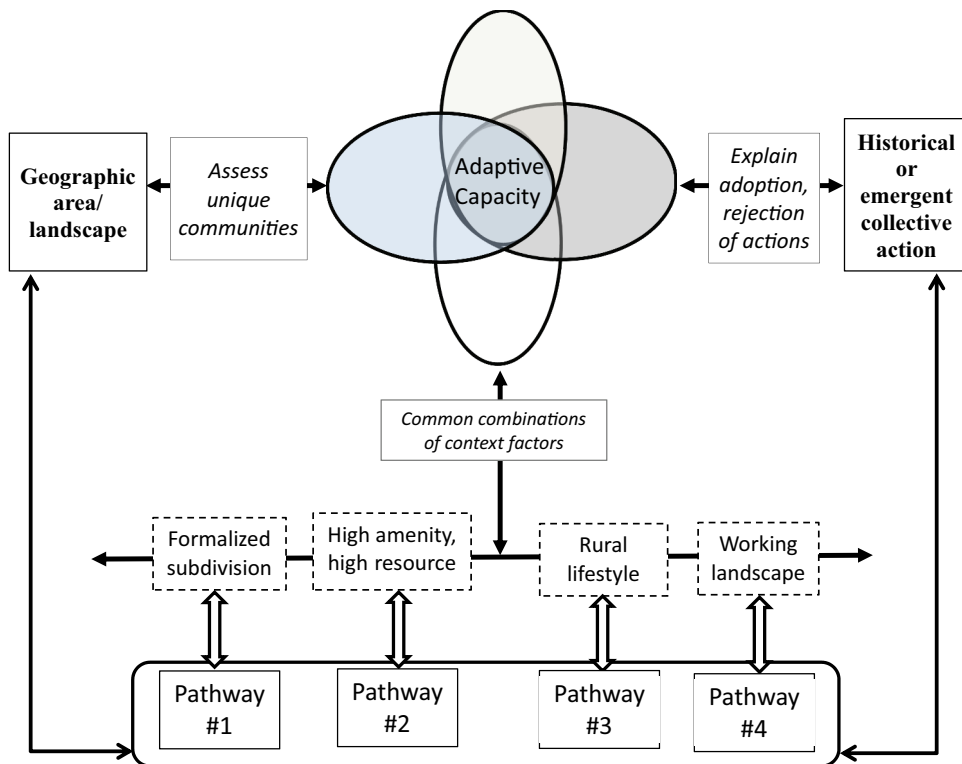 Geographic
area/
landscape
Assess
unique
communities
Adaptive
Capacity
Explain
adoption,
rejection
of actions
Historical
or
emergent
collective
action
Common combinations
of context factors
Formalized
subdivision
High amenity,
high resource
Rural
lifestyle
Working
landscape
Pathway
#1
Pathway
#2
Pathway
#3
Pathway
#4